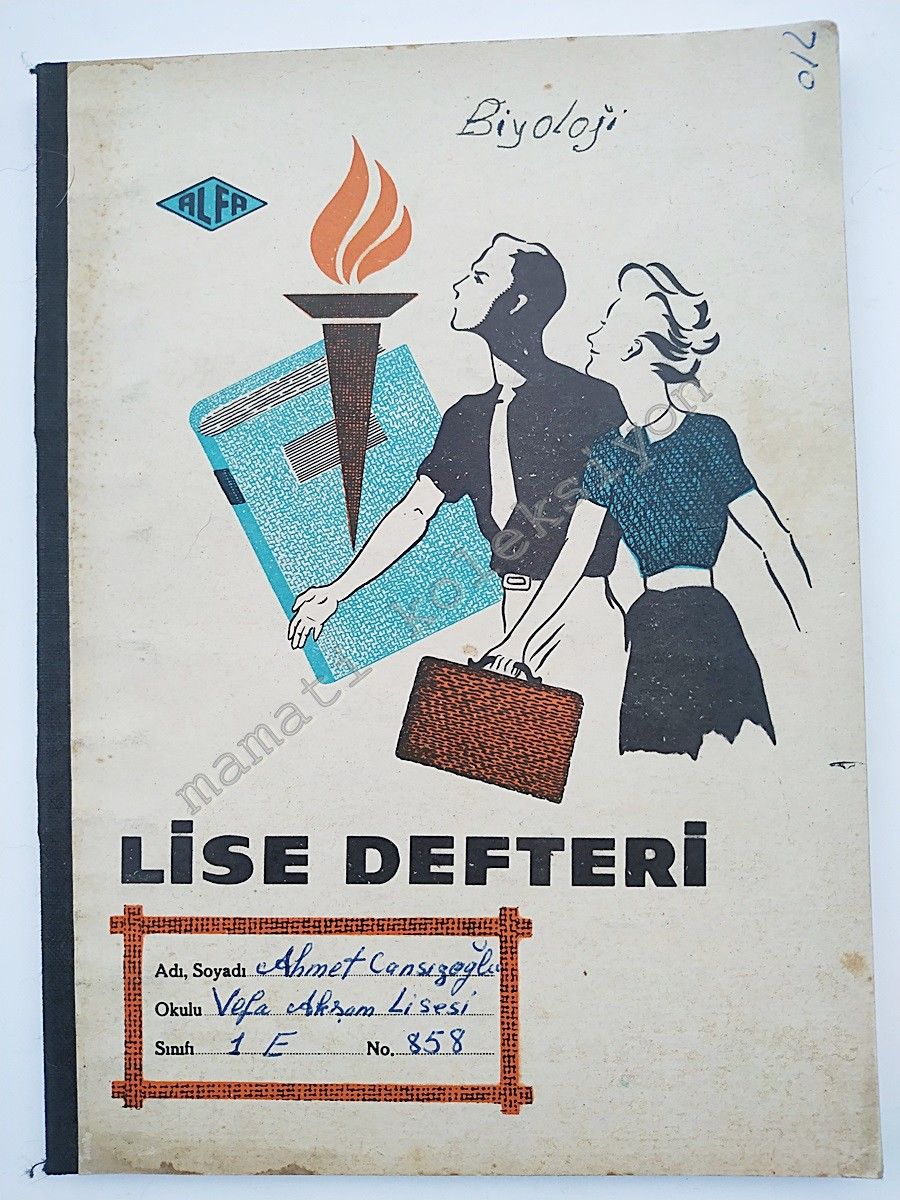 710
Biyoloji
ALFA
mamati koleksiyon
LİSE DEFTERİ
Adı, Soyadı Ahmet Cansızoğlu
Okulu Vefa Akşam Lisesi
Sınıfı 1 E No. 858